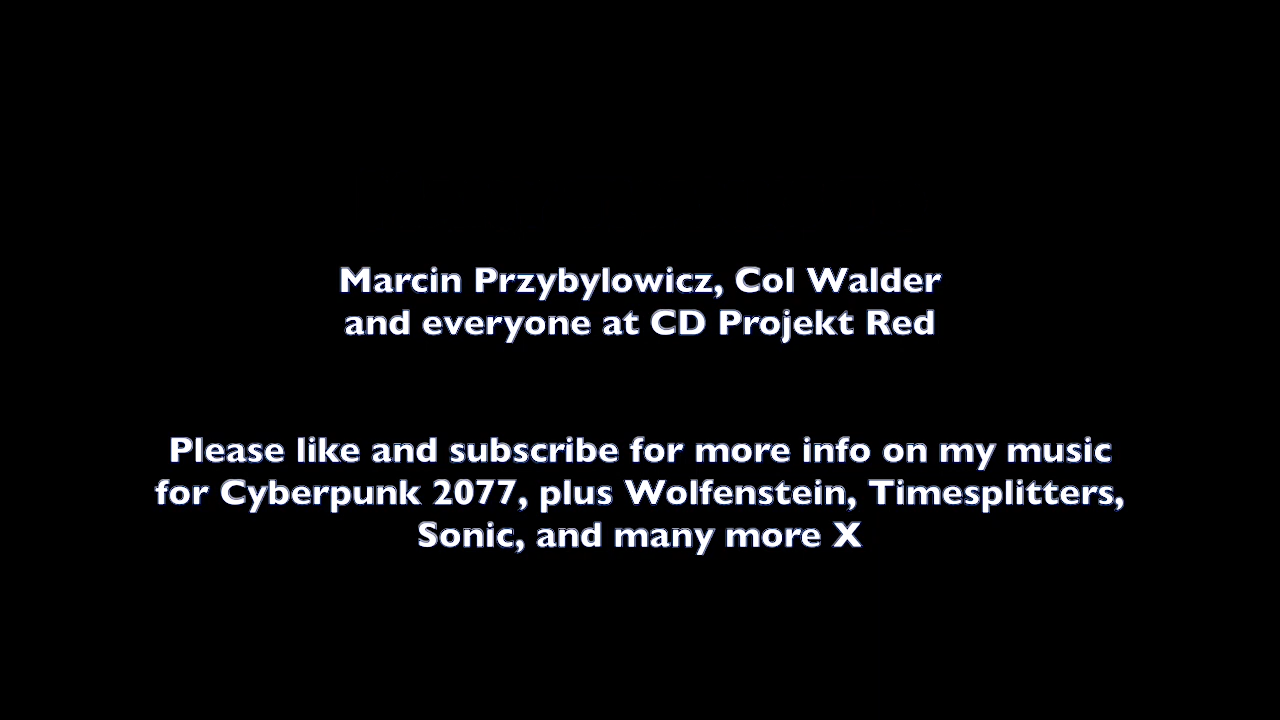 Marcin Przybylowicz, Col Walder
and everyone at CD Projekt Red
Please like and subscribe for more info on my music
for Cyberpunk 2077, plus Wolfenstein, Timesplitters,
Sonic, and many more X